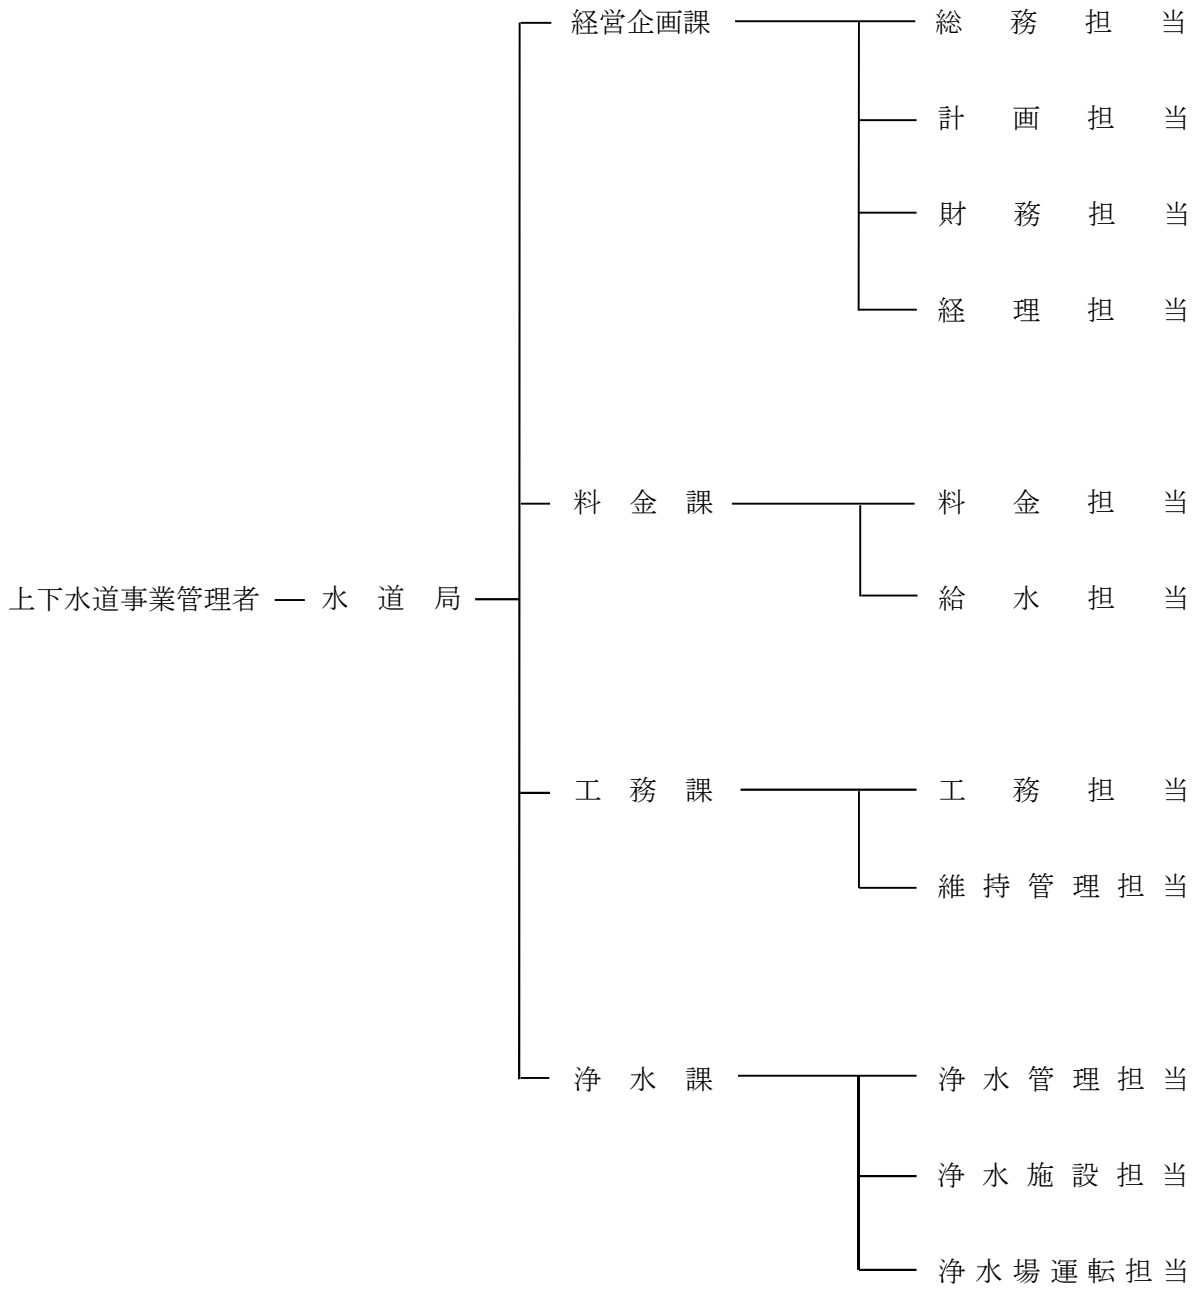 経営企画課 総務担当
計画担当
財務担当
経理担当
料金課 料金担当
上下水道事業管理者 水道局 給水担当
工務課 工務担当
維持管理担当
浄水課 浄水管理担当
浄水施設担当
浄水場運転担当